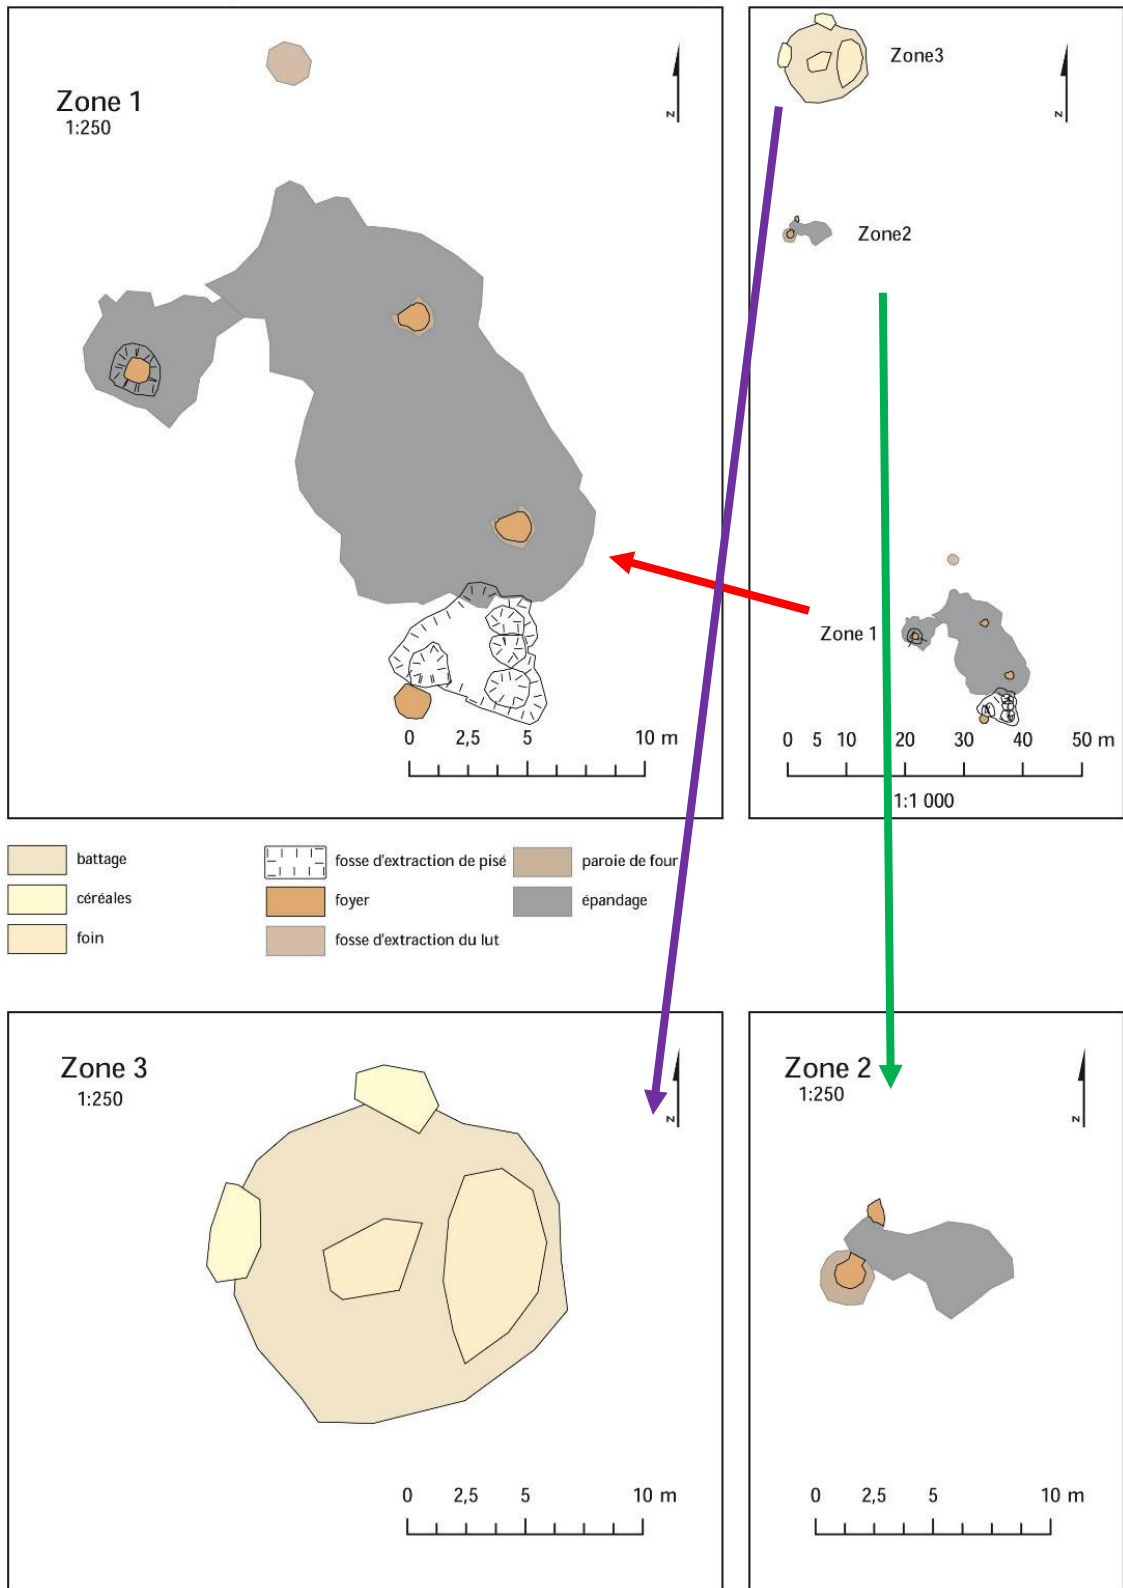 Zone 1
1:250
z
0 2,5 5 10 m
Zone3
z
Zone2
Zone 1
0 5 10 20 30 40 50 m
1:1 000
battage
céréales
foin
fosse d'extraction de pisé
foyer
fosse d'extraction du lut
paroie de four
épandage
Zone 3
1:250
z
0 2,5 5 10 m
Zone 2
1:250
z
0 2,5 5 10 m